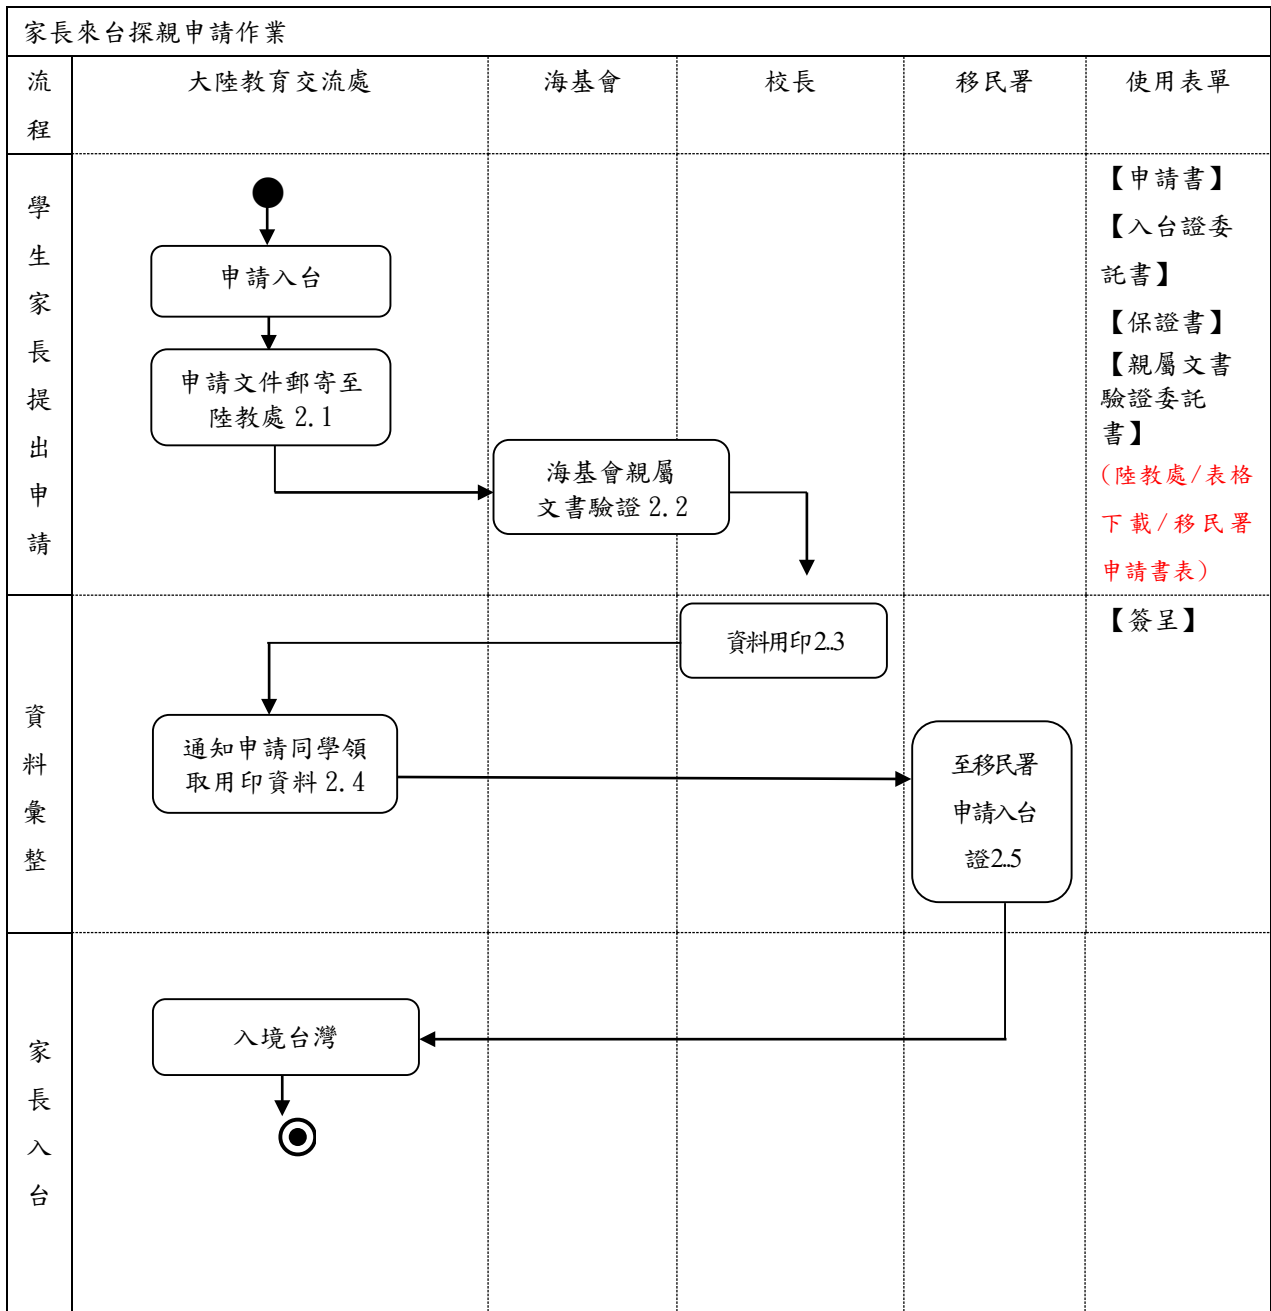 家長來台探親申請作業
流程
大陸教育交流處
海基會
校長
移民署
使用表單
學生家長提出申請
申請入台
申請文件郵寄至
陸教處 2.1
海基會親屬
文書驗證 2.2
【申請書】
【入台證委
託書】
【保證書】
【親屬文書
驗證委託
書】
(陸教處/表格
下載/移民署
申請書表)
資料彙整
資料用印2..3
【簽呈】
通知申請同學領
取用印資料 2.4
至移民署
申請入台
證2..5
家長入台
入境台灣